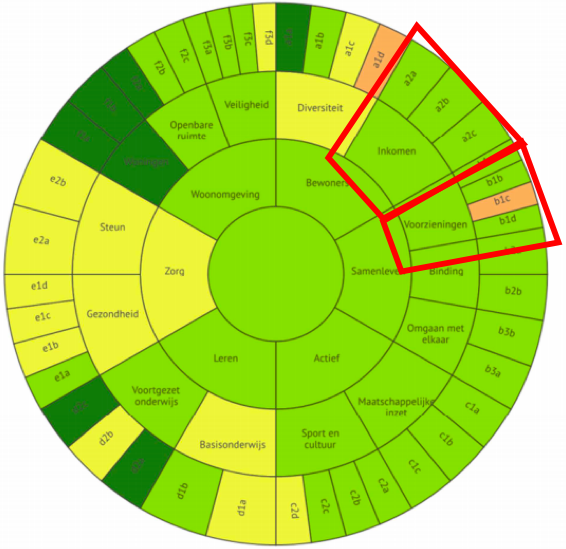 a1b
a1c
a1d
a2a
a2b
a2c
b1b
b1c
b1d
b2b
b3b
b3a
c1a
c1b
c1c
c2a
c2b
c2c
c2d
d1a
d1b
d2b
e1a
e1b
e1c
e1d
e2a
e2b
f2b
f2c
f3a
f3b
f3c
f3d
Diversiteit
Inkomen
Voorzieningen
Binding
Omgaan met
elkaar
Maatschappelijke
inzet
Sport en
cultuur
Basisonderwijs
Voortgezet
onderwijs
Gezondheid
Steun
Openbare
ruimte
Veiligheid
Bewoners
Samenleven
Actief
Leren
Zorg
Woonomgeving